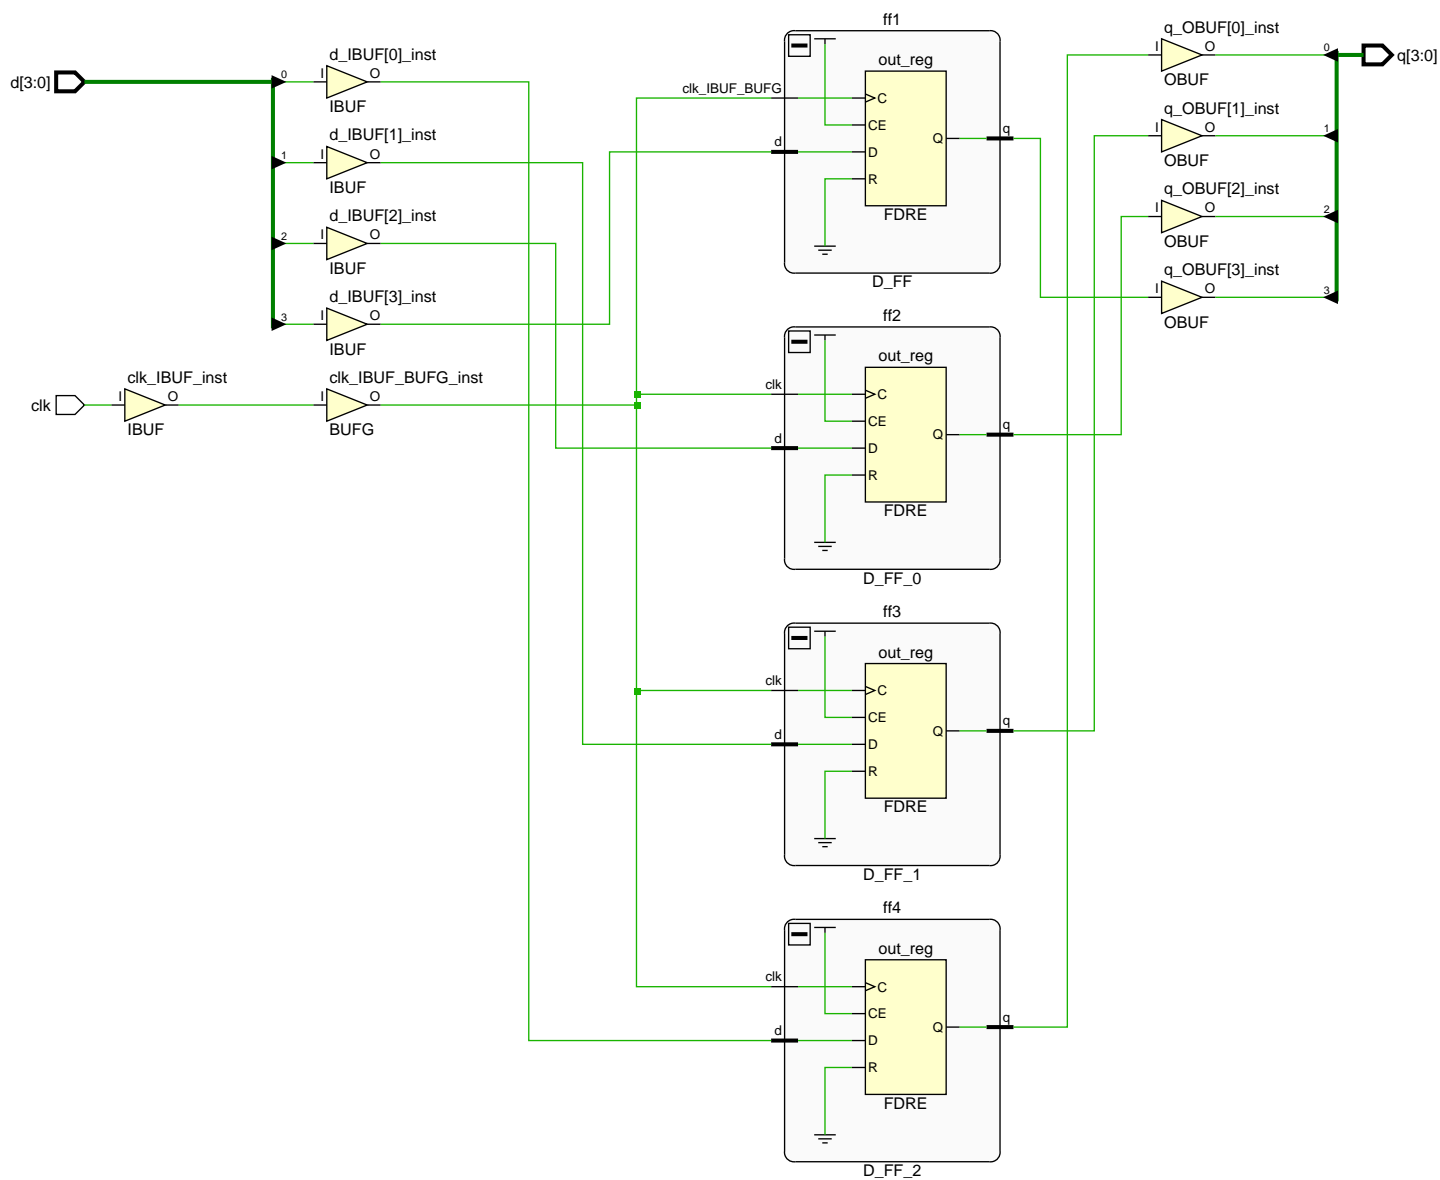 d[3:0]
0
I
d_IBUF[0]_inst
O
IBUF
1
I
d_IBUF[1]_inst
O
IBUF
2
I
d_IBUF[2]_inst
O
IBUF
3
I
d_IBUF[3]_inst
O
IBUF
clk
I
clk_IBUF_inst
O
IBUF
I
clk_IBUF_BUFG_inst
O
BUFG
ff1
clk_IBUF_BUFG
d
out_reg
C
CE
D
R
Q
FDRE
q
D_FF
ff2
clk
d
out_reg
C
CE
D
R
Q
FDRE
q
D_FF_0
ff3
clk
d
out_reg
C
CE
D
R
Q
FDRE
q
D_FF_1
ff4
clk
d
out_reg
C
CE
D
R
Q
FDRE
q
D_FF_2
q_OBUF[0]_inst
I
O
OBUF
0
q_OBUF[1]_inst
I
O
OBUF
1
q_OBUF[2]_inst
I
O
OBUF
2
q_OBUF[3]_inst
I
O
OBUF
3
q[3:0]